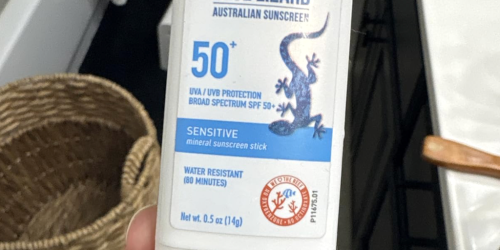 AUSTRALIAN SUNSCREEN
50+
UVA / UVB PROTECTION
BROAD SPECTRUM SPF 50+
SENSITIVE
mineral sunscreen stick
WATER RESISTANT
(80 MINUTES)
Net wt. 0.5 oz (14g)
P11675.01